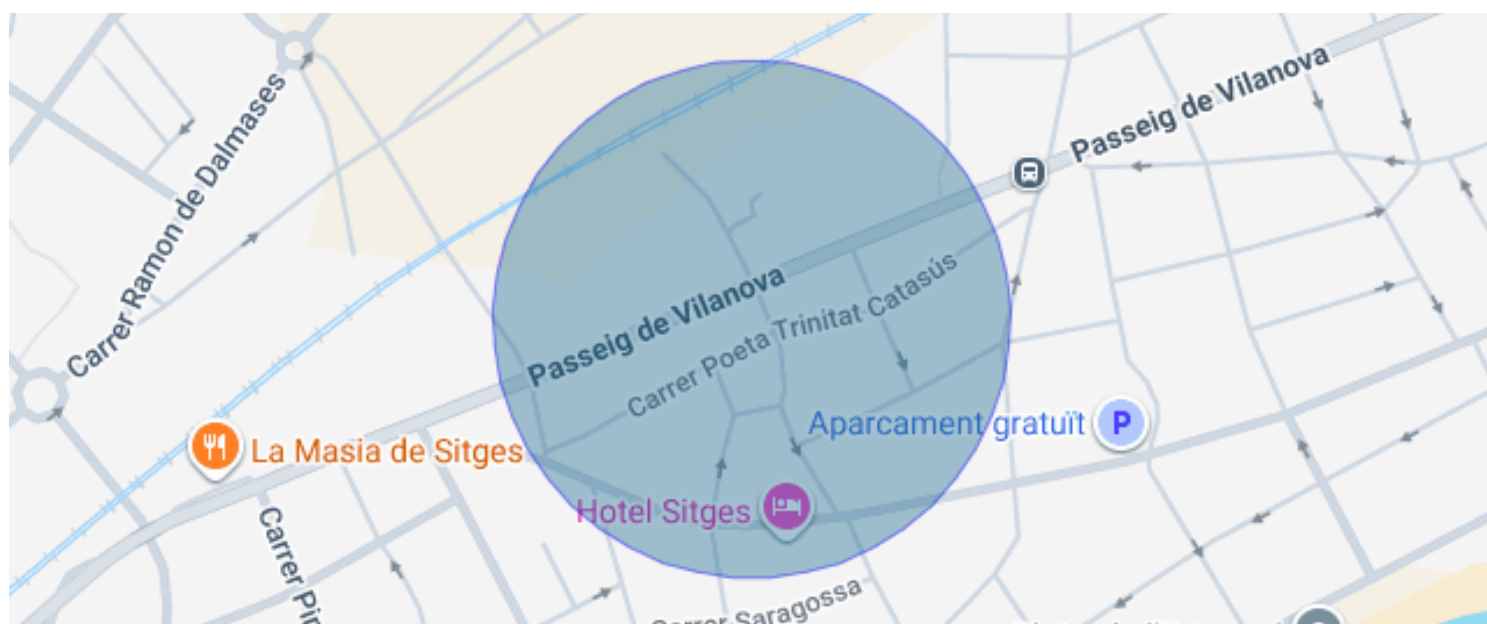 Passeig de Vilanova
Carrer Ramon de Dalmases
Passeig de Vilanova
Carrer Poeta Trinitat Catasús
Aparcament gratuït P
La Masia de Sitges
Hotel Sitges
Carrer
Carrer Saragossa